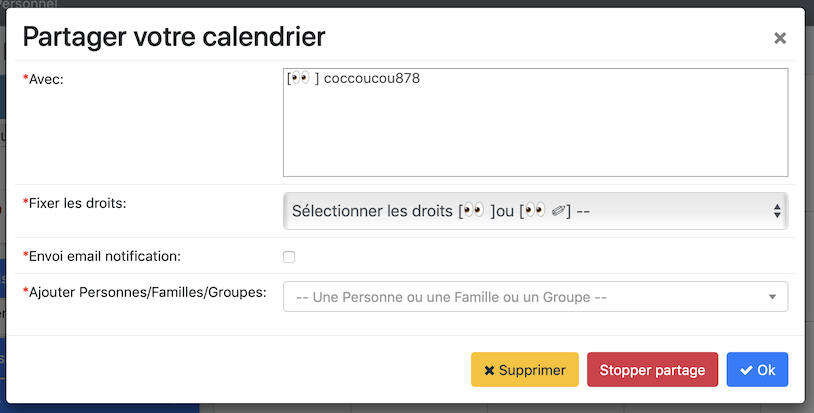 Personnel
Partager votre calendrier ×
*Avec:
[👀 ] coccoucou878
*Fixer les droits:
Sélectionner les droits [👀 ]ou [👀 ✐] --
*Envoi email notification:
*Ajouter Personnes/Familles/Groupes:
-- Une Personne ou une Famille ou un Groupe --
✖ Supprimer
Stopper partage
✔ Ok